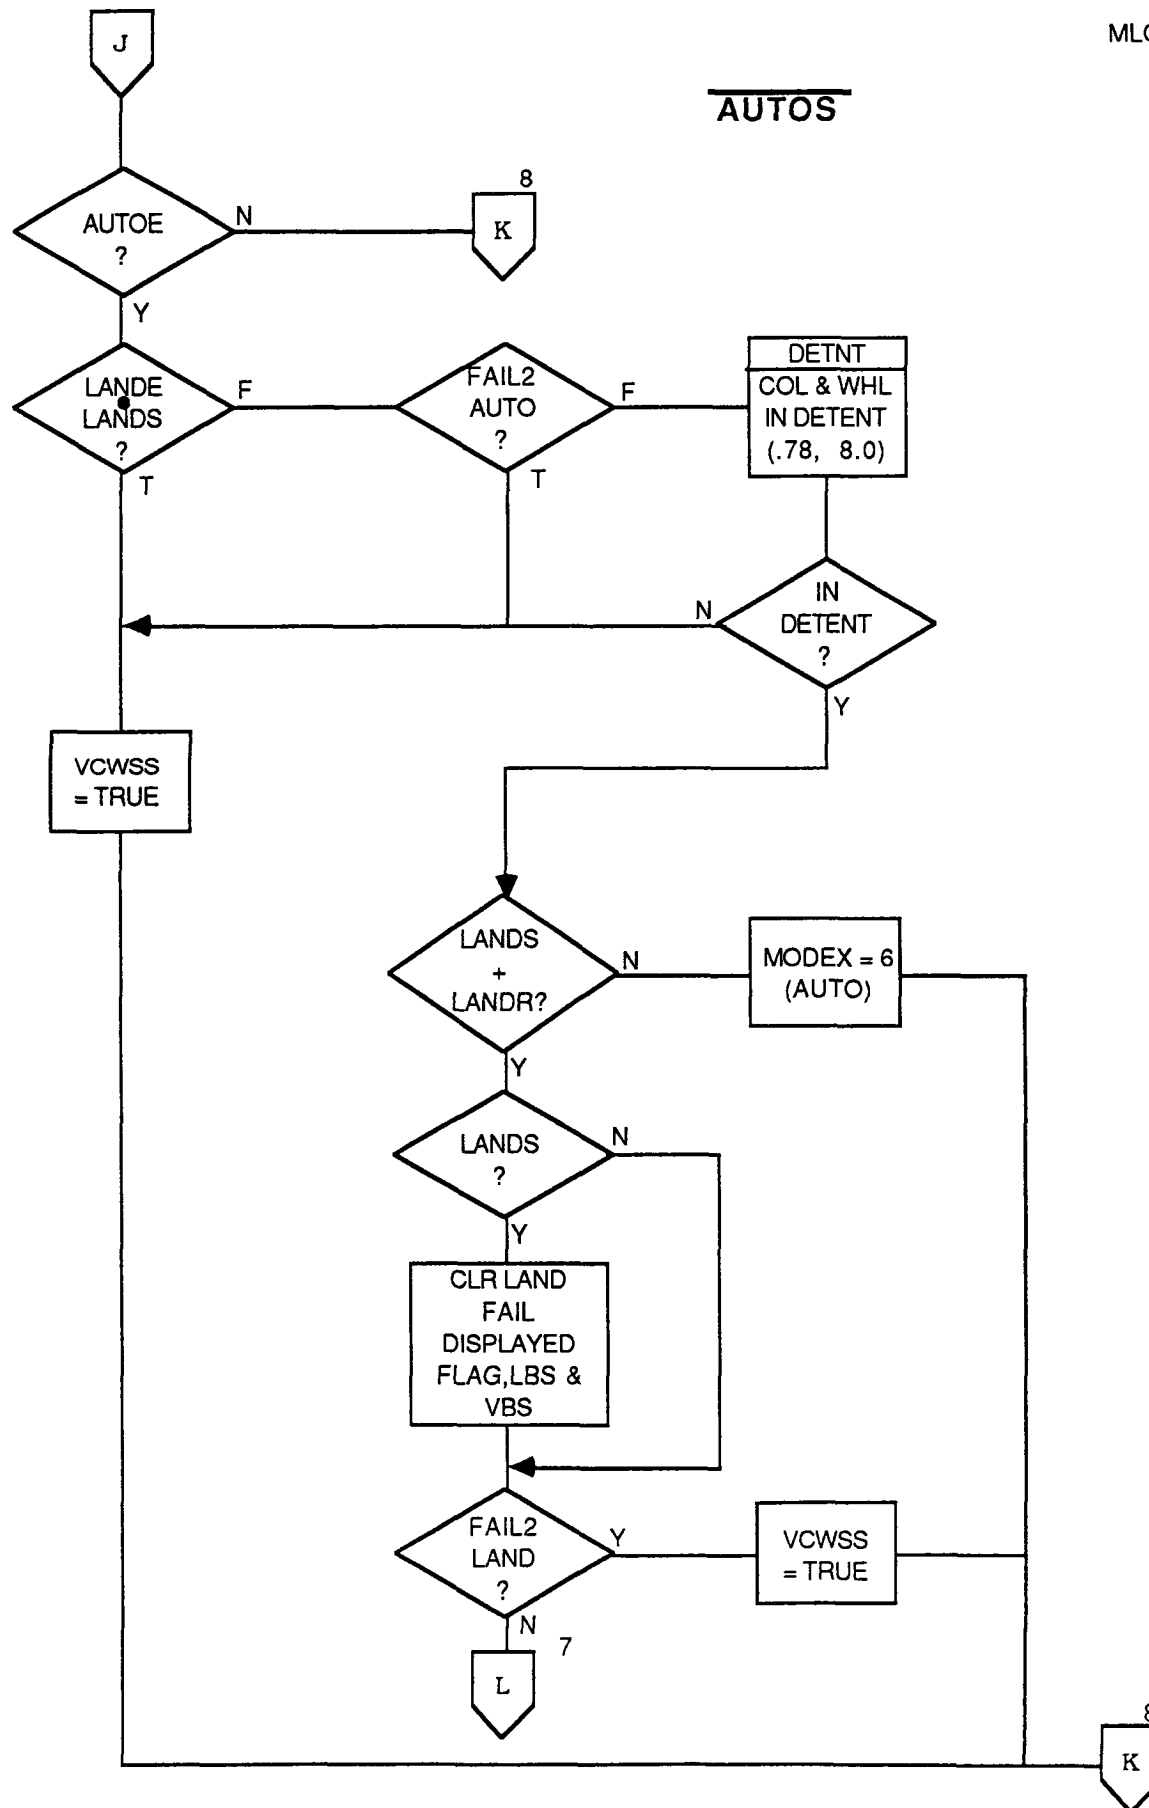 J
MLC
AUTOS
AUTOE
?
N
8
K
Y
LANDE
•
LANDS
?
F
T
FAIL2
AUTO
?
F
T
DETNT
COL & WHL
IN DETENT
(.78, 8.0)
IN
DETENT
?
N
Y
VCWSS
= TRUE
LANDS
+
LANDR?
N
Y
MODEX = 6
(AUTO)
LANDS
?
N
Y
CLR LAND
FAIL
DISPLAYED
FLAG,LBS &
VBS
FAIL2
LAND
?
Y
N
VCWSS
= TRUE
7
L
8
K